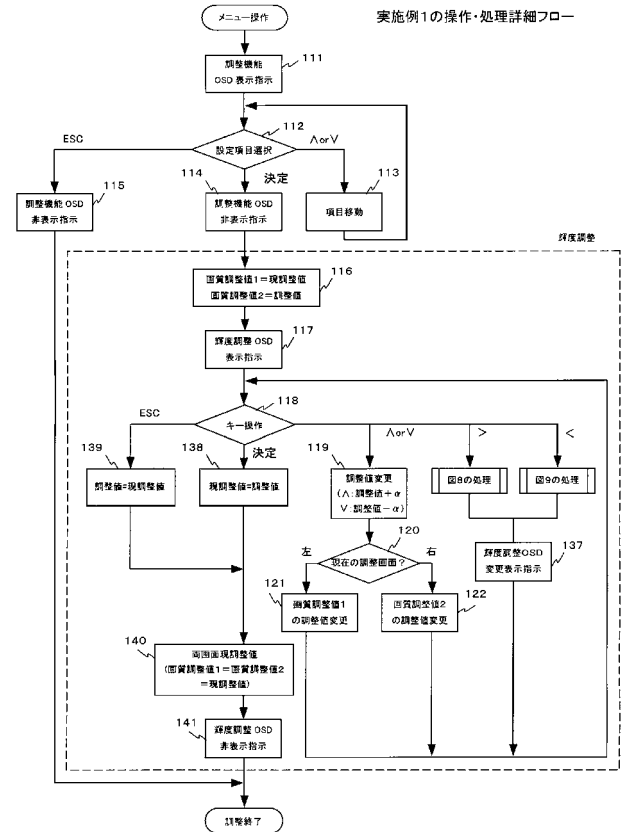 実施例1の操作・処理詳細フロー
メニュー操作
111
調整機能
OSD 表示指示
112
設定項目選択
ESC
∧or∨
決定
115
調整機能OSD
非表示指示
114
調整機能OSD
非表示指示
113
項目移動
輝度調整
116
画質調整値1=現調整値
画質調整値2=調整値
117
輝度調整 OSD
表示指示
118
キー操作
ESC
決定
∧or∨
>
<
139
調整値=現調整値
138
現調整値=調整値
119
調整値変更
(∧:調整値+α
∨:調整値-α)
図8の処理
図9の処理
120
現在の調整画面?
左
右
137
輝度調整OSD
変更表示指示
121
画質調整値1
の調整値変更
122
画質調整値2
の調整値変更
140
両画面現調整値
(画質調整値1=画質調整値2
=現調整値)
141
輝度調整 OSD
非表示指示
調整終了